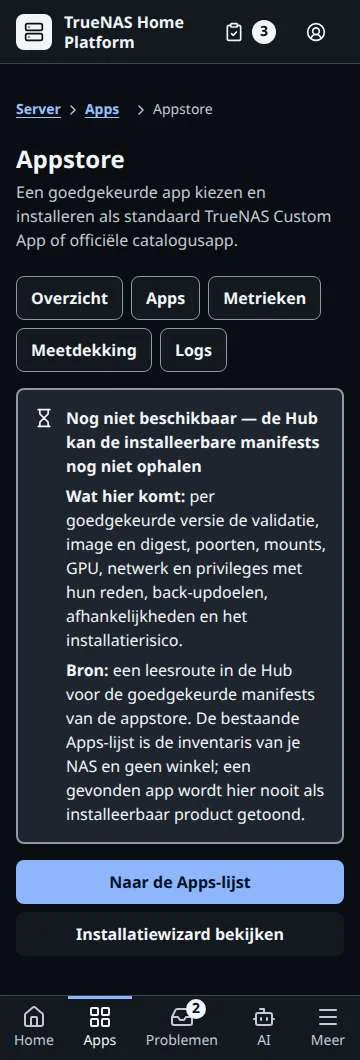 TrueNAS Home
Platform
3
Server > Apps > Appstore
Appstore
Een goedgekeurde app kiezen en
installeren als standaard TrueNAS Custom
App of officiële catalogusapp.
Overzicht
Apps
Metrieken
Meetdekking
Logs
Nog niet beschikbaar — de Hub
kan de installeerbare manifests
nog niet ophalen
Wat hier komt: per
goedgekeurde versie de validatie,
image en digest, poorten, mounts,
GPU, netwerk en privileges met
hun reden, back-updoelen,
afhankelijkheden en het
installatierisico.
Bron: een leesroute in de Hub
voor de goedgekeurde manifests
van de appstore. De bestaande
Apps-lijst is de inventaris van je
NAS en geen winkel; een
gevonden app wordt hier nooit als
installeerbaar product getoond.
Naar de Apps-lijst
Installatiewizard bekijken
2
Home
Apps
Problemen
AI
Meer